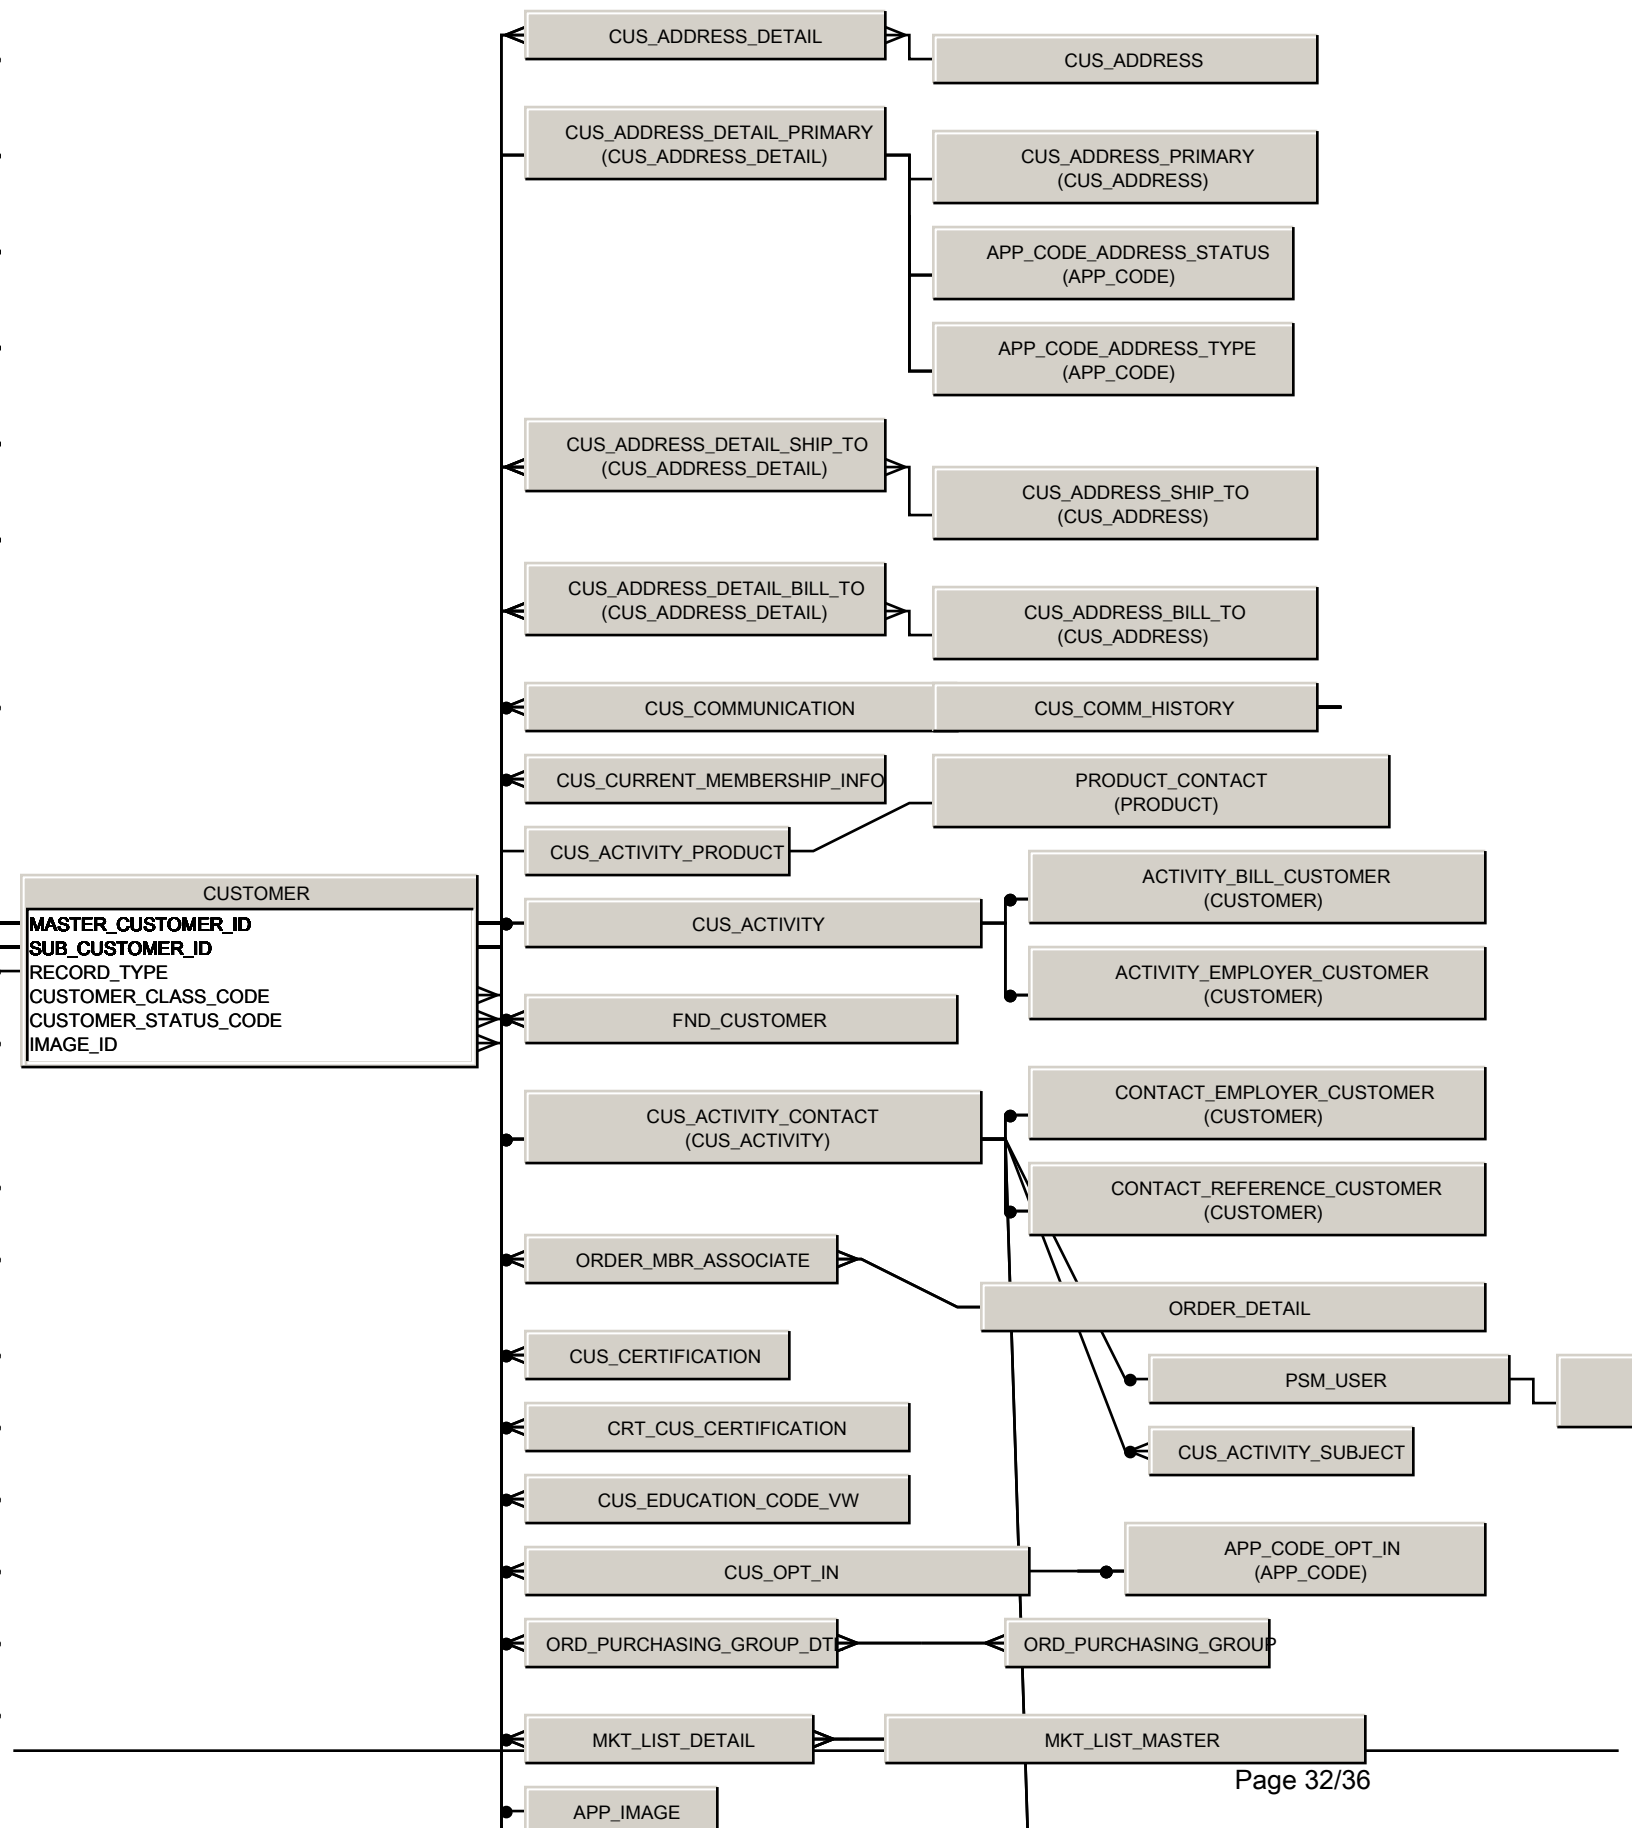 CUS_ADDRESS_DETAIL
CUS_ADDRESS
CUS_ADDRESS_DETAIL_PRIMARY
(CUS_ADDRESS_DETAIL)
CUS_ADDRESS_PRIMARY
(CUS_ADDRESS)
APP_CODE_ADDRESS_STATUS
(APP_CODE)
APP_CODE_ADDRESS_TYPE
(APP_CODE)
CUS_ADDRESS_DETAIL_SHIP_TO
(CUS_ADDRESS_DETAIL)
CUS_ADDRESS_SHIP_TO
(CUS_ADDRESS)
CUS_ADDRESS_DETAIL_BILL_TO
(CUS_ADDRESS_DETAIL)
CUS_ADDRESS_BILL_TO
(CUS_ADDRESS)
CUS_COMMUNICATION
CUS_COMM_HISTORY
CUS_CURRENT_MEMBERSHIP_INFO
PRODUCT_CONTACT
(PRODUCT)
CUS_ACTIVITY_PRODUCT
CUSTOMER
MASTER_CUSTOMER_ID
SUB_CUSTOMER_ID
RECORD_TYPE
CUSTOMER_CLASS_CODE
CUSTOMER_STATUS_CODE
IMAGE_ID
CUS_ACTIVITY
ACTIVITY_BILL_CUSTOMER
(CUSTOMER)
ACTIVITY_EMPLOYER_CUSTOMER
(CUSTOMER)
FND_CUSTOMER
CUS_ACTIVITY_CONTACT
(CUS_ACTIVITY)
CONTACT_EMPLOYER_CUSTOMER
(CUSTOMER)
CONTACT_REFERENCE_CUSTOMER
(CUSTOMER)
ORDER_MBR_ASSOCIATE
ORDER_DETAIL
CUS_CERTIFICATION
PSM_USER
CRT_CUS_CERTIFICATION
CUS_ACTIVITY_SUBJECT
CUS_EDUCATION_CODE_VW
CUS_OPT_IN
APP_CODE_OPT_IN
(APP_CODE)
ORD_PURCHASING_GROUP_DTL
ORD_PURCHASING_GROUP
MKT_LIST_DETAIL
MKT_LIST_MASTER
Page 32/36
APP_IMAGE